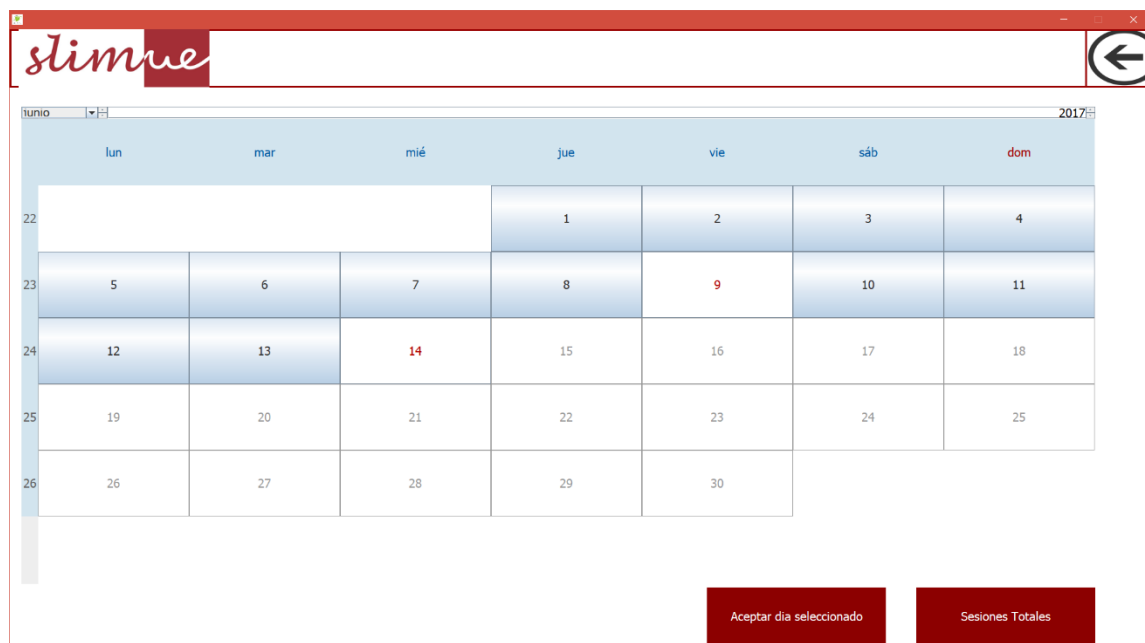 slimue
junio 2017
lun mar mié jue vie sáb dom
22 1 2 3 4
23 5 6 7 8 9 10 11
24 12 13 14 15 16 17 18
25 19 20 21 22 23 24 25
26 26 27 28 29 30
Aceptar dia seleccionado Sesiones Totales